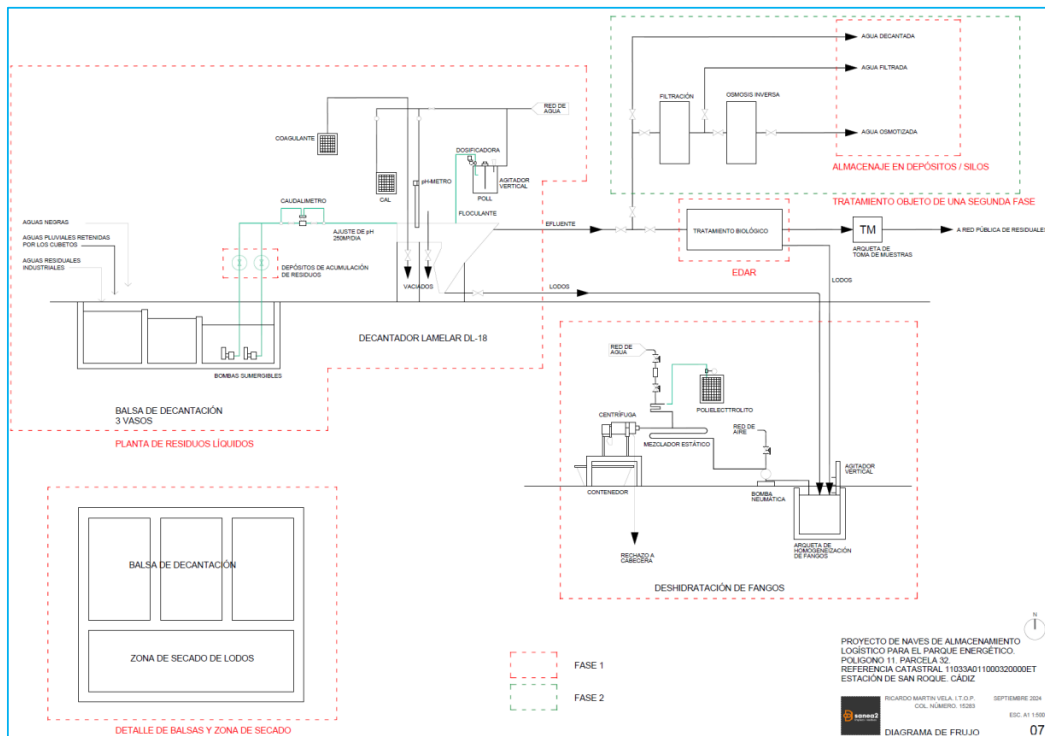 AGUA DECANTADA
AGUA FILTRADA
FILTRACIÓN
OSMOSIS INVERSA
AGUA OSMOTIZADA
ALMACENAJE EN DEPÓSITOS / SILOS
TRATAMIENTO OBJETO DE UNA SEGUNDA FASE
RED DE
AGUA
COAGULANTE
DOSIFICADORA
CAL
pH-METRO
AGITADOR
VERTICAL
POLL
FLOCULANTE
CAUDALIMETRO
AJUSTE DE pH
250Mº/DIA
AGUAS NEGRAS
AGUAS PLUVIALES RETENIDAS
POR LOS CUBETOS
AGUAS RESIDUALES
INDUSTRIALES
DEPÓSITOS DE ACUMULACIÓN
DE RESIDUOS
VACIADOS
EFLUENTE
LODOS
TRATAMIENTO BIOLÓGICO
EDAR
TM
ARQUETA DE
TOMA DE MUESTRAS
A RED PÚBLICA DE RESIDUALES
LODOS
DECANTADOR LAMELAR DL-18
BOMBAS SUMERGIBLES
BALSA DE DECANTACIÓN
3 VASOS
PLANTA DE RESIDUOS LÍQUIDOS
RED DE
AGUA
POLIELECTTROLITO
CENTRÍFUGA
MEZCLADOR ESTÁTICO
RED DE
AIRE
CONTENEDOR
BOMBA
NEUMÁTICA
AGITADOR
VERTICAL
ARQUETA DE
HOMOGENEIZACIÓN
DE FANGOS
RECHAZO A
CABECERA
DESHIDRATACIÓN DE FANGOS
BALSA DE DECANTACIÓN
ZONA DE SECADO DE LODOS
DETALLE DE BALSAS Y ZONA DE SECADO
FASE 1
FASE 2
N
PROYECTO DE NAVES DE ALMACENAMIENTO
LOGÍSTICO PARA EL PARQUE ENERGÉTICO.
POLIGONO 11. PARCELA 32.
REFERENCIA CATASTRAL 11033A011000320000ET
ESTACIÓN DE SAN ROQUE. CÁDIZ
sanea2
RICARDO MARTIN VELA. I.T.O.P.
COL. NÚMERO. 15283
SEPTIEMBRE 2024
ESC. A1 1:500
DIAGRAMA DE FRUJO
07